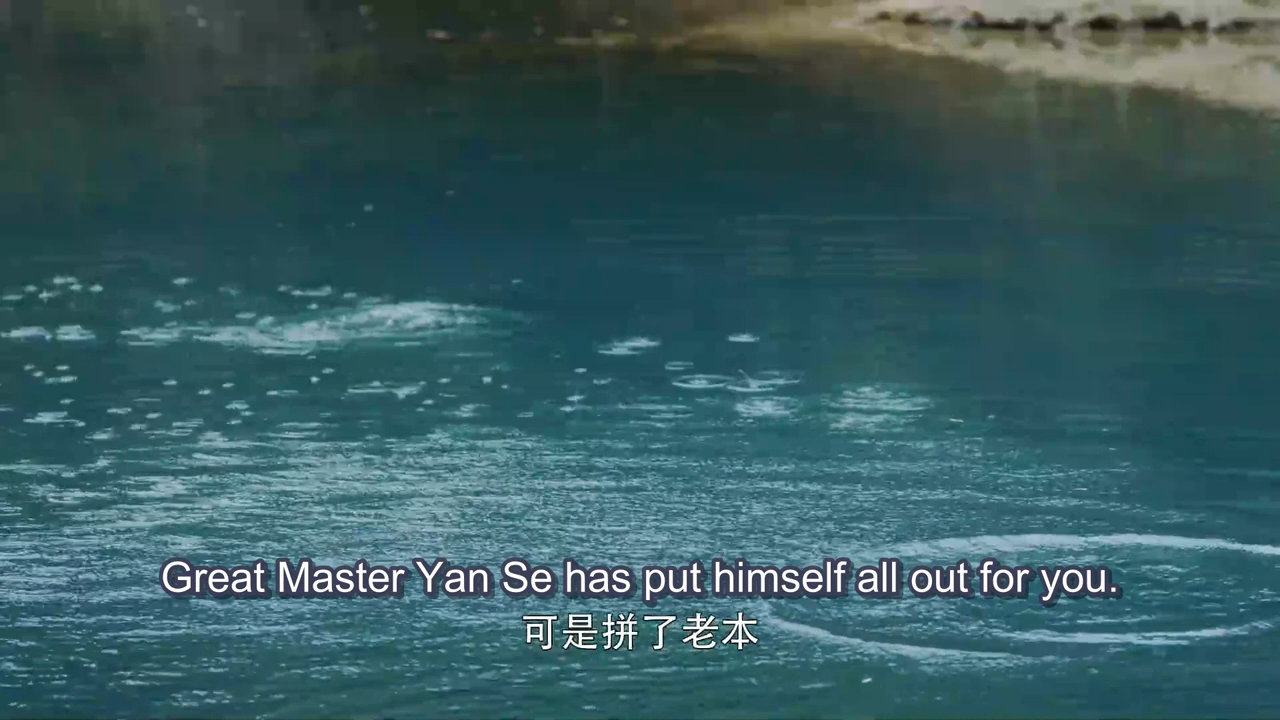 Great Master Yan Se has put himself all out for you.
可是拼了老本